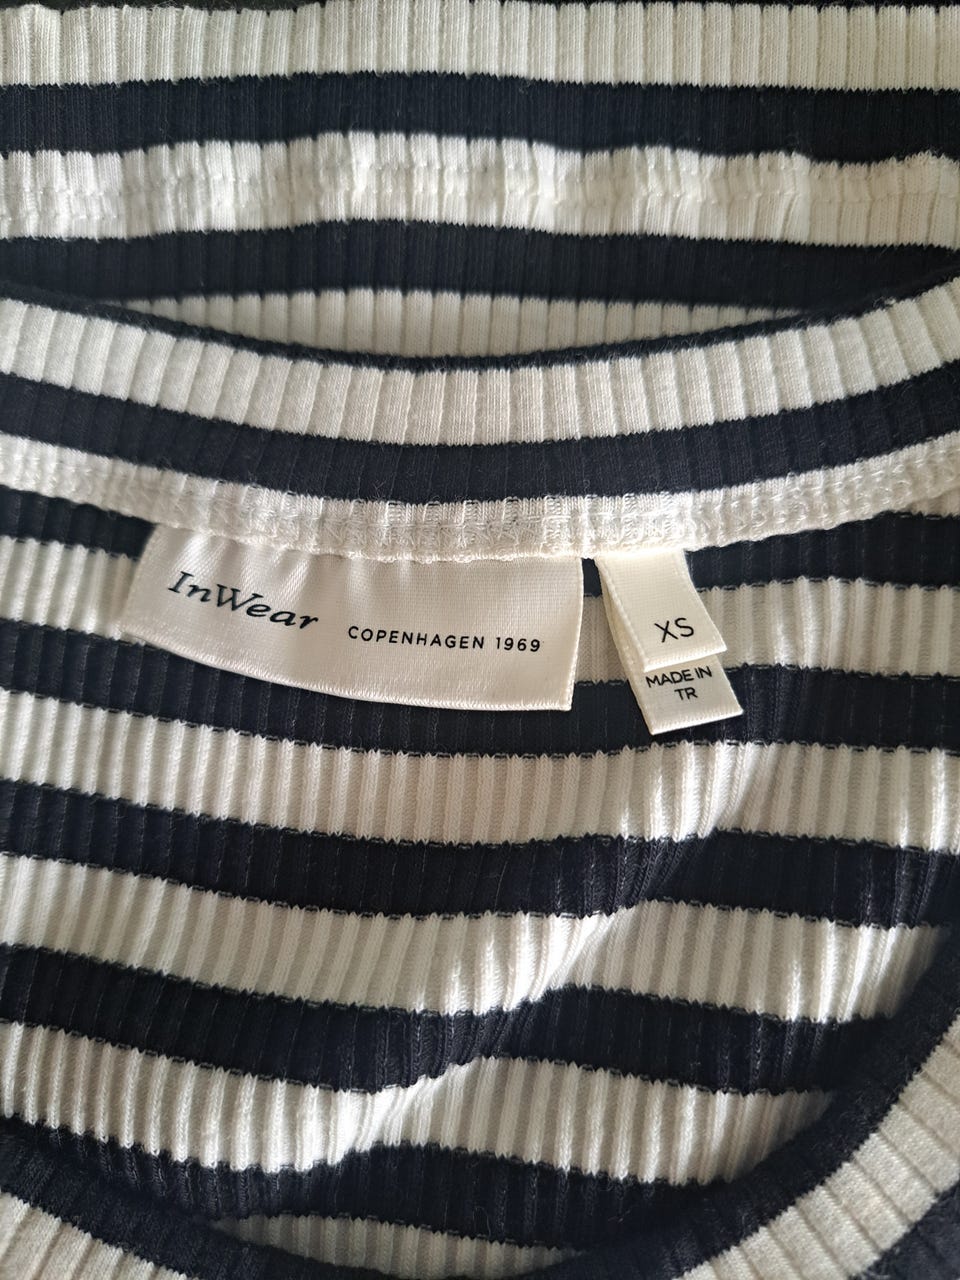 InWear COPENHAGEN 1969
XS
MADE IN
TR